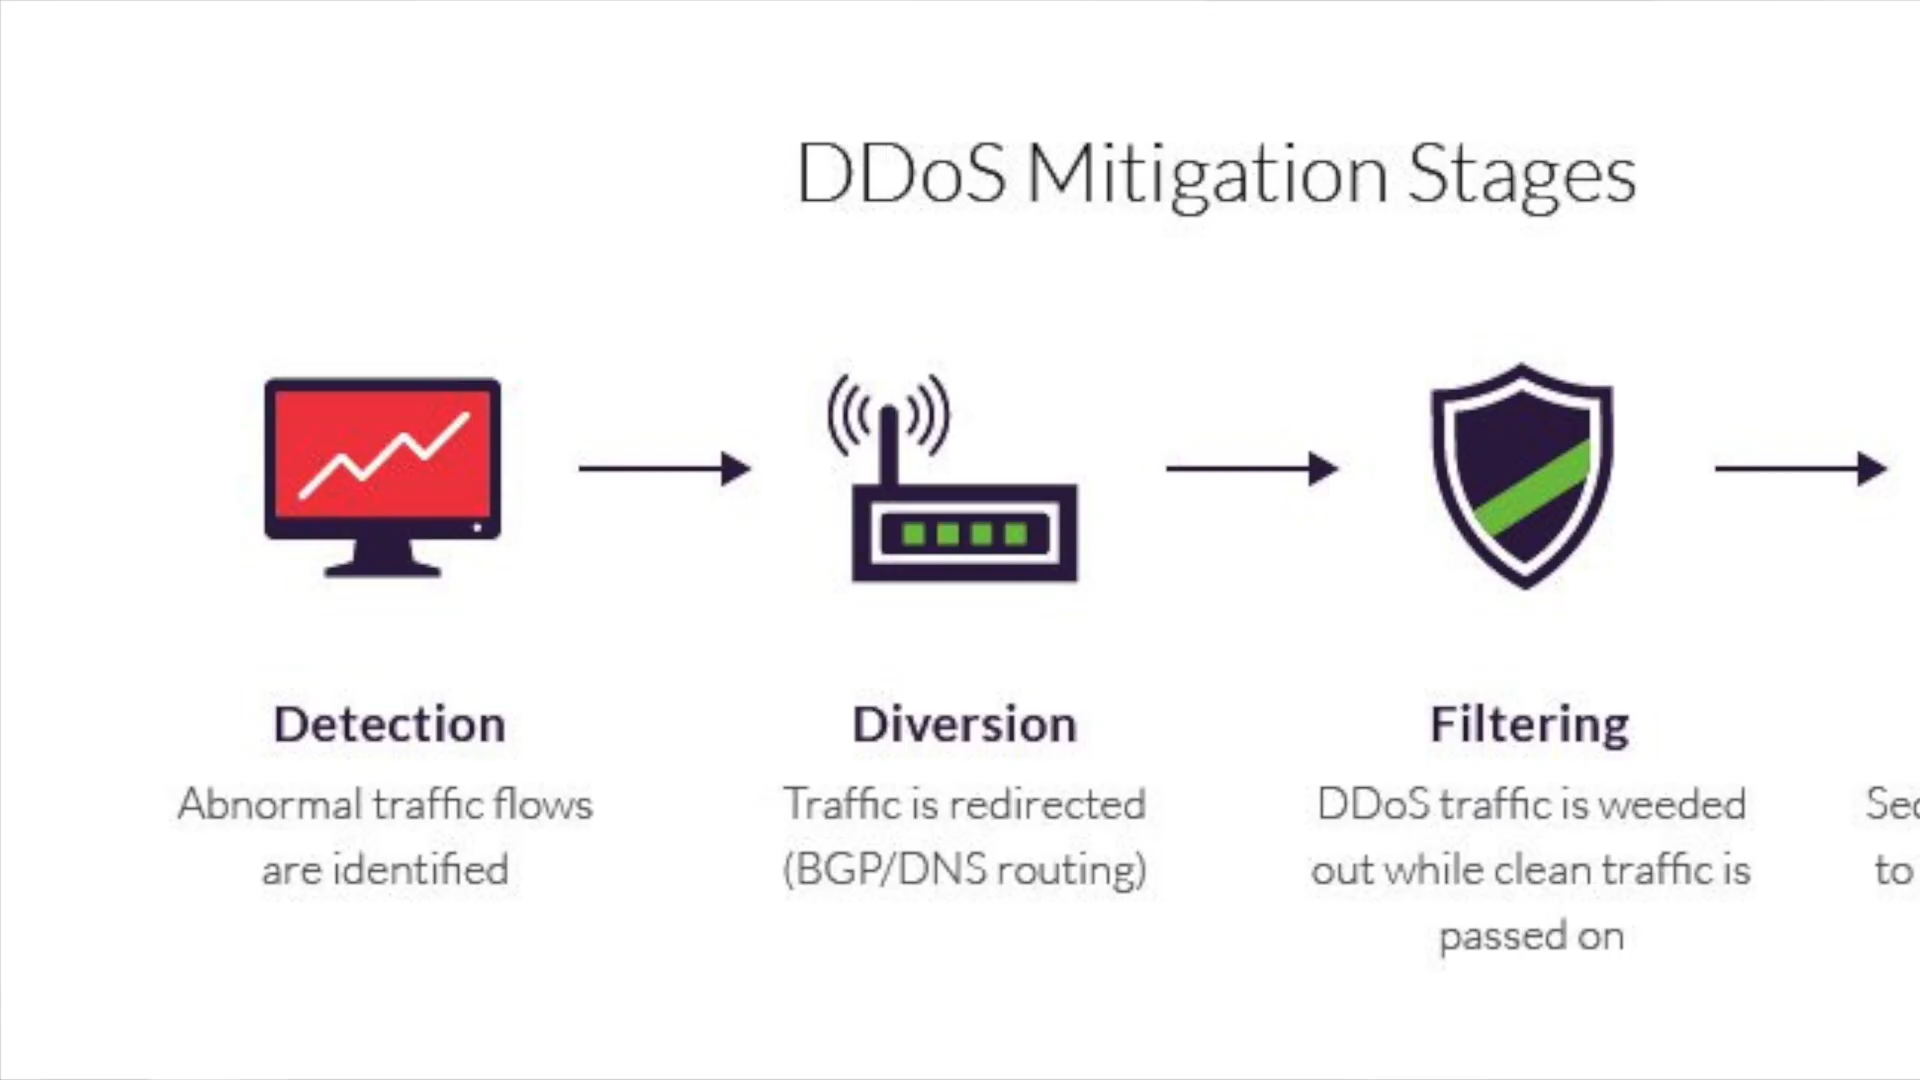 DDoS Mitigation Stages
Detection
Abnormal traffic flows
are identified
Diversion
Traffic is redirected
(BGP/DNS routing)
Filtering
DDoS traffic is weeded
out while clean traffic is
passed on
to